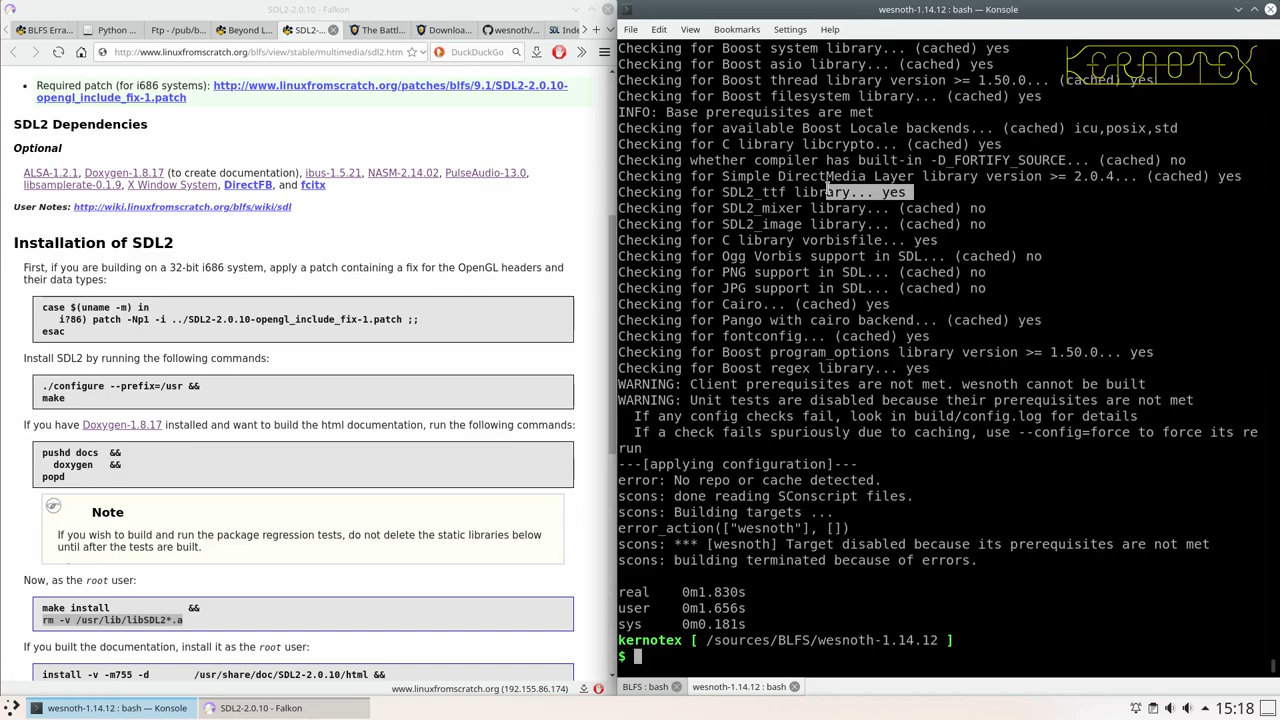 SDL2-2.0.10 - Falkon
BLFS Erra...
Python ...
Ftp - /pub/b
Beyond L
SDL2-...
The Battl
Downloa..
wesnoth/...
Inde
http://www.linuxfromscratch.org/blfs/view/stable/multimedia/sdl2.htm
DuckDuckGo
Required patch (for i686 systems): http://www.linuxfromscratch.org/patches/blfs/9.1/SDL2-2.0.10-
opengl_include_fix-1.patch
SDL2 Dependencies
Optional
ALSA-1.2.1, Doxygen-1.8.17 (to create documentation), ibus-1.5.21, NASM-2.14.02, PulseAudio-13.0,
libsamplerate-0.1.9, X Window System, DirectFB, and fcitx
User Notes: http://wiki.linuxfromscratch.org/blfs/wiki/sdl
Installation of SDL2
First, if you are building on a 32-bit i686 system, apply a patch containing a fix for the OpenGL headers and
their data types:
case $(uname -m) in
i?86) patch -Np1 -i ../SDL2-2.0.10-opengl_include_fix-1.patch ;;
esac
Install SDL2 by running the following commands:
./configure --prefix=/usr &&
make
If you have Doxygen-1.8.17 installed and want to build the html documentation, run the following commands:
pushd docs &&
doxygen &&
popd
Note
If you wish to build and run the package regression tests, do not delete the static libraries below
until after the tests are built.
Now, as the root user:
make install &&
rm -v /usr/lib/libSDL2*.a
If you built the documentation, install it as the root user:
install -v -m755 -d /usr/share/doc/SDL2-2.0.10/html &&
www.linuxfromscratch.org (192.155.86.174)
wesnoth-1.14.12 : bash — Konsole
File Edit View Bookmarks Settings Help
KERNOTEX
Checking for Boost system library... (cached) yes
Checking for Boost asio library... (cached) yes
Checking for Boost thread library version >= 1.50.0... (cached) yes
Checking for Boost filesystem library... (cached) yes
INFO: Base prerequisites are met
Checking for available Boost Locale backends... (cached) icu,posix,std
Checking for C library libcrypto... (cached) yes
Checking whether compiler has built-in -D_FORTIFY_SOURCE... (cached) no
Checking for Simple DirectMedia Layer library version >= 2.0.4... (cached) yes
Checking for SDL2_ttf library... yes
Checking for SDL2_mixer library... (cached) no
Checking for SDL2_image library... (cached) no
Checking for C library vorbisfile... yes
Checking for Ogg Vorbis support in SDL... (cached) no
Checking for PNG support in SDL... (cached) no
Checking for JPG support in SDL... (cached) no
Checking for Cairo... (cached) yes
Checking for Pango with cairo backend... (cached) yes
Checking for fontconfig... (cached) yes
Checking for Boost program_options library version >= 1.50.0... yes
Checking for Boost regex library... yes
WARNING: Client prerequisites are not met. wesnoth cannot be built
WARNING: Unit tests are disabled because their prerequisites are not met
If any config checks fail, look in build/config.log for details
If a check fails spuriously due to caching, use --config=force to force its re
run
---[applying configuration]---
error: No repo or cache detected.
scons: done reading SConscript files.
scons: Building targets ...
error_action(["wesnoth"], [])
scons: *** [wesnoth] Target disabled because its prerequisites are not met
scons: building terminated because of errors.
real 0m1.830s
user 0m1.656s
sys 0m0.181s
kernotex [ /sources/BLFS/wesnoth-1.14.12 ]
$
BLFS : bash
wesnoth-1.14.12 : bash
wesnoth-1.14.12 : bash — Konsole
SDL2-2.0.10 - Falkon
15:18